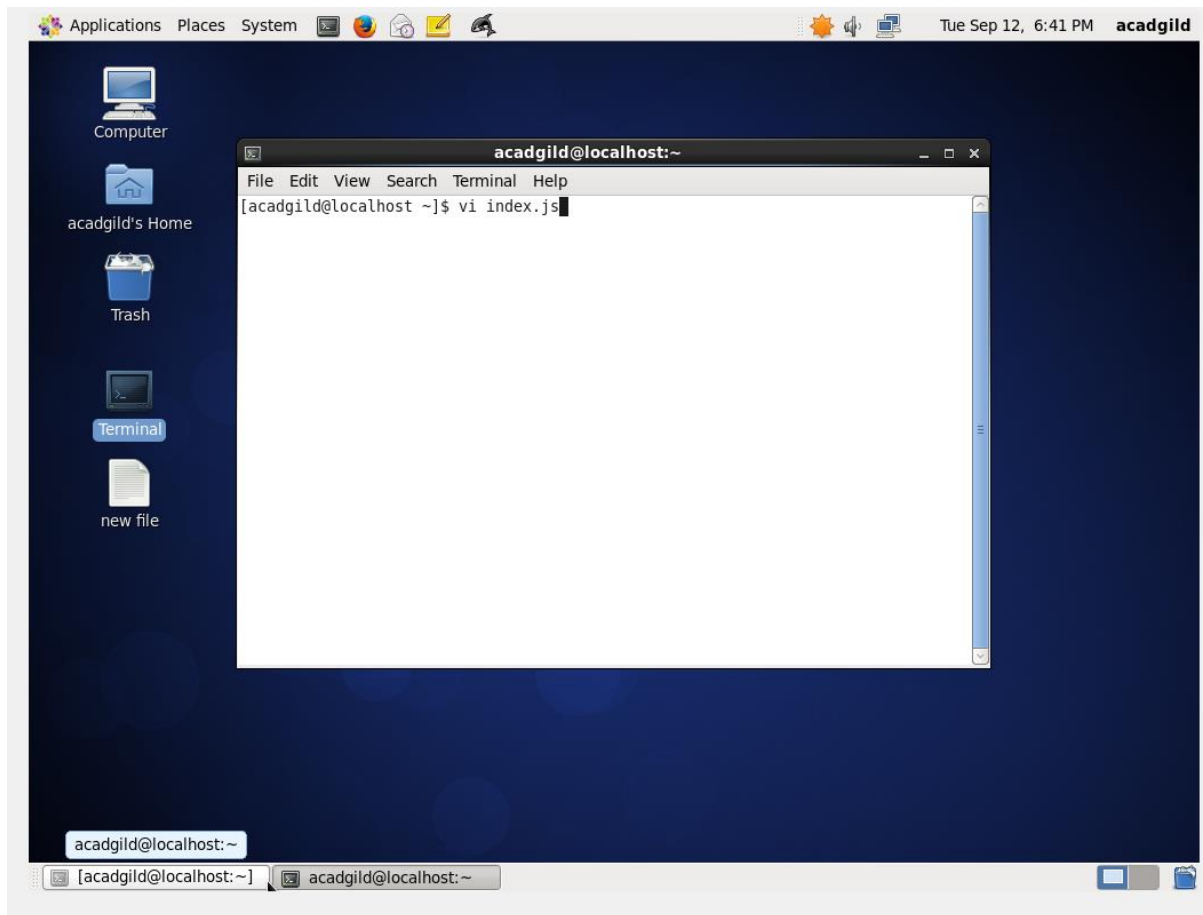 Applications Places System Tue Sep 12, 6:41 PM acadgild
Computer
acadgild's Home
Trash
Terminal
new file
acadgild@localhost:~
File Edit View Search Terminal Help
[acadgild@localhost ~]$ vi index.js
acadgild@localhost:~
[acadgild@localhost:~] acadgild@localhost:~